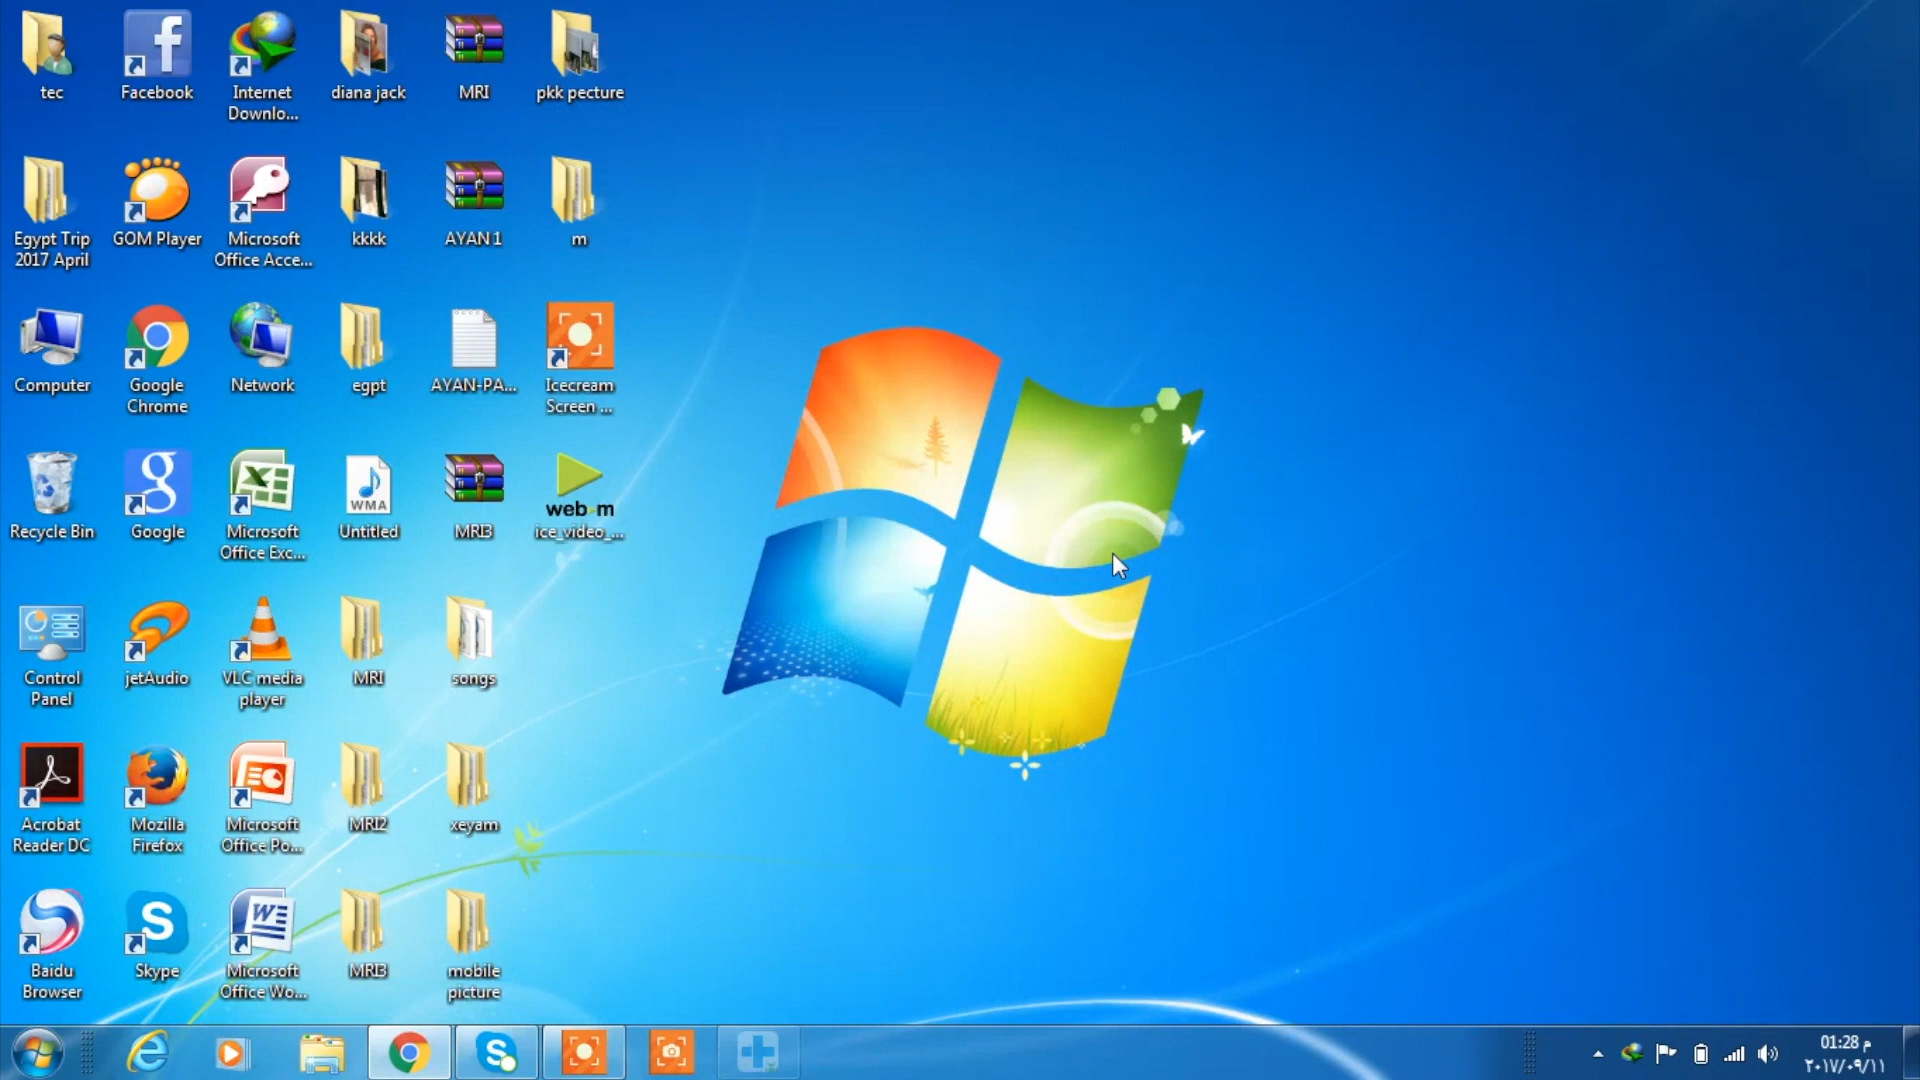 tec
Facebook
Internet
Downlo...
diana jack
MRI
pkk pecture
Egypt Trip
2017 April
GOM Player
Microsoft
Office Acce...
kkkk
AYAN 1
m
Computer
Google
Chrome
Network
egpt
AYAN-PA...
Icecream
Screen ...
Recycle Bin
Google
Microsoft
Office Exc...
WMA
Untitled
MRI3
web m
ice_video_...
Control
Panel
jetAudio
VLC media
player
MRI
songs
Acrobat
Reader DC
Mozilla
Firefox
Microsoft
Office Po...
MRI2
xeyam
Baidu
Browser
Skype
Microsoft
Office Wo...
MRI3
mobile
picture
01:28 م
٢٠١٧/٠٩/١١